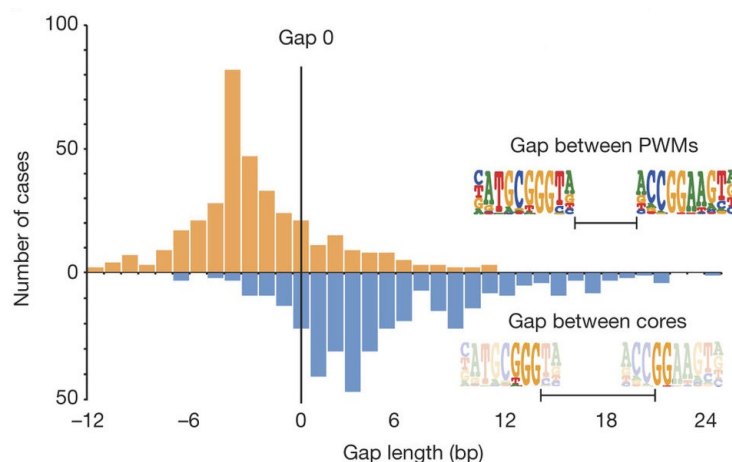 100
Gap 0
Gap between PWMs
50
0
Number of cases
Gap between cores
50
−12
−6
0
6
12
18
24
Gap length (bp)